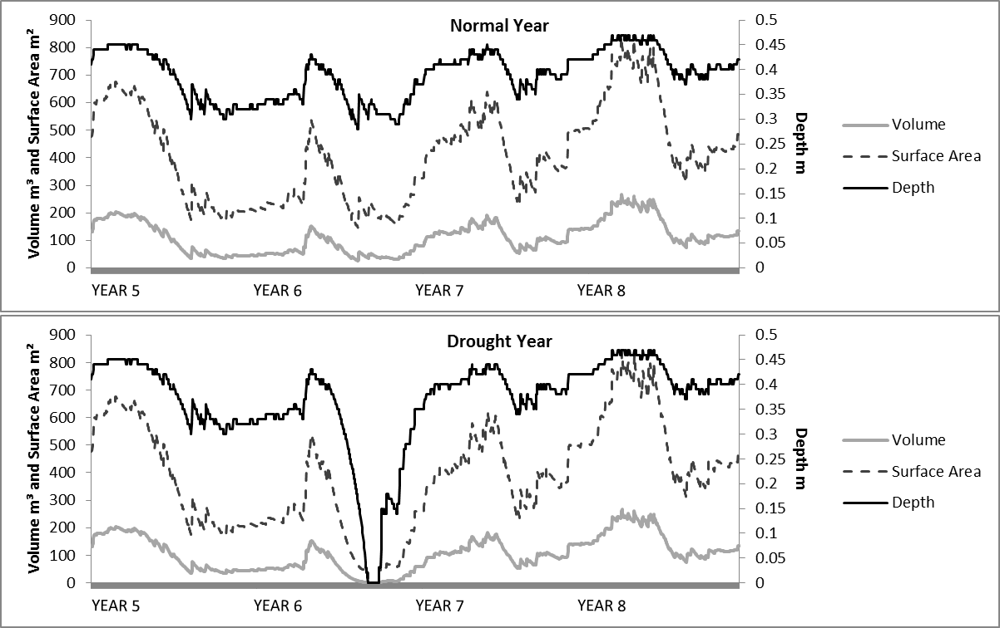 Normal Year
Volume m³ and Surface Area m²
900
800
700
600
500
400
300
200
100
0
0.5
0.45
0.4
0.35
0.3
0.25
0.2
0.15
0.1
0.05
0
Depth m
YEAR 5
YEAR 6
YEAR 7
YEAR 8
Volume
Surface Area
Depth
Drought Year
Volume m³ and Surface Area m²
900
800
700
600
500
400
300
200
100
0
0.5
0.45
0.4
0.35
0.3
0.25
0.2
0.15
0.1
0.05
0
Depth m
YEAR 5
YEAR 6
YEAR 7
YEAR 8
Volume
Surface Area
Depth